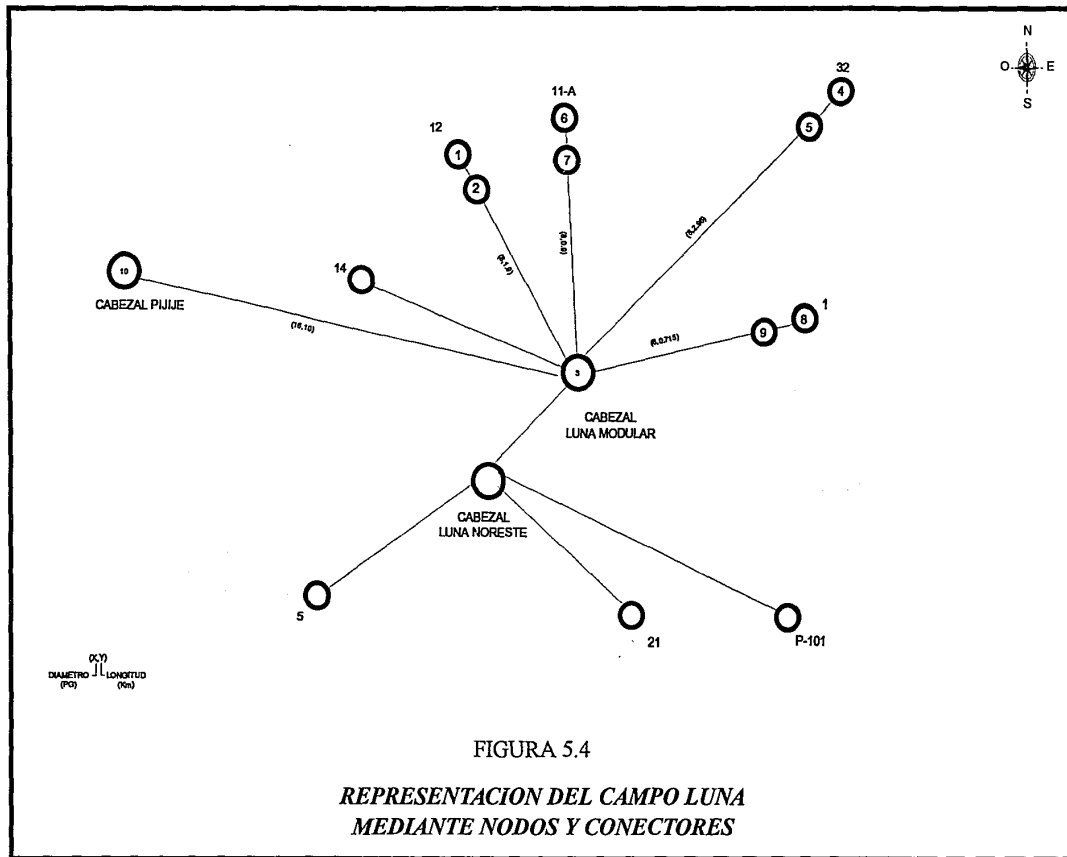 N
O E
S
32
4
5
11-A
6
7
12
1
2
14
10
CABEZAL PIJIJE
(16,10)
1
8
9
(6,0.715)
3
CABEZAL
LUNA MODULAR
CABEZAL
LUNA NORESTE
5
21
P-101
(X,Y)
DIAMETRO LONGITUD
(PG) (Km)
FIGURA 5.4
REPRESENTACION DEL CAMPO LUNA
MEDIANTE NODOS Y CONECTORES